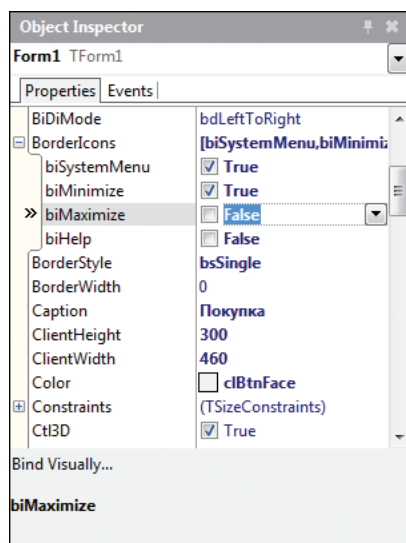 Object Inspector
Form1 TForm1
Properties Events
BiDiMode bdLeftToRight
BorderIcons [biSystemMenu,biMinimiz
biSystemMenu True
biMinimize True
» biMaximize False
biHelp False
BorderStyle bsSingle
BorderWidth 0
Caption Покупка
ClientHeight 300
ClientWidth 460
Color clBtnFace
Constraints (TSizeConstraints)
Ctl3D True
Bind Visually...
biMaximize